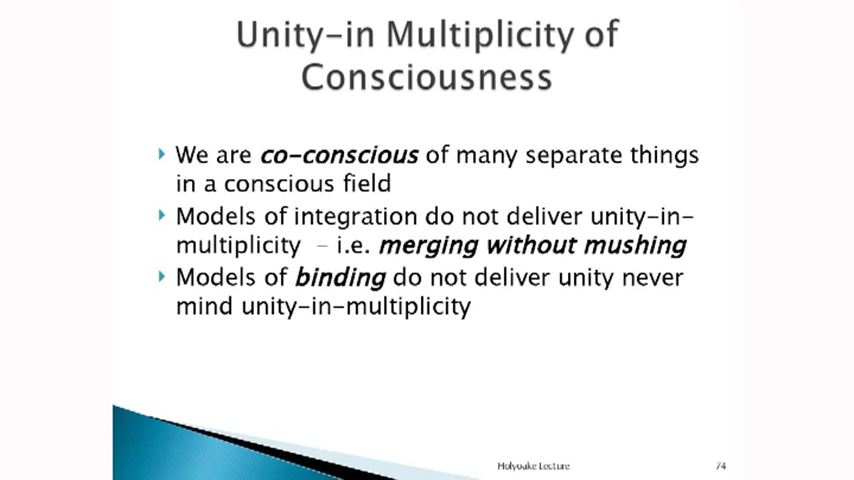 Unity-in Multiplicity of
Consciousness
We are co-conscious of many separate things
in a conscious field
Models of integration do not deliver unity-in-
multiplicity – i.e. merging without mushing
Models of binding do not deliver unity never
mind unity-in-multiplicity
Holyoake Lecture
74